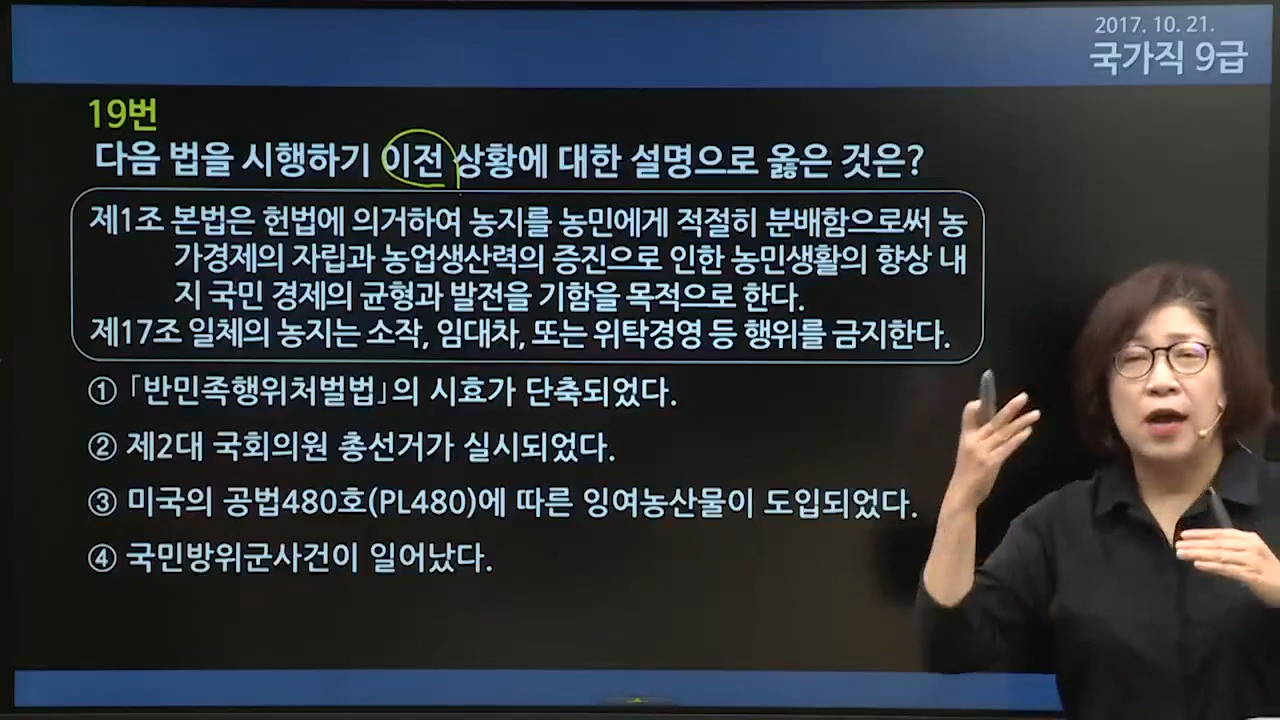 2017. 10. 21.
국가직 9급
19번
다음 법을 시행하기 이전 상황에 대한 설명으로 옳은 것은?
제1조 본법은 헌법에 의거하여 농지를 농민에게 적절히 분배함으로써 농
가경제의 자립과 농업생산력의 증진으로 인한 농민생활의 향상 내
지 국민 경제의 균형과 발전을 기함을 목적으로 한다.
제17조 일체의 농지는 소작, 임대차, 또는 위탁경영 등 행위를 금지한다.
① 「반민족행위처벌법」의 시효가 단축되었다.
② 제2대 국회의원 총선거가 실시되었다.
③ 미국의 공법480호(PL480)에 따른 잉여농산물이 도입되었다.
④ 국민방위군사건이 일어났다.